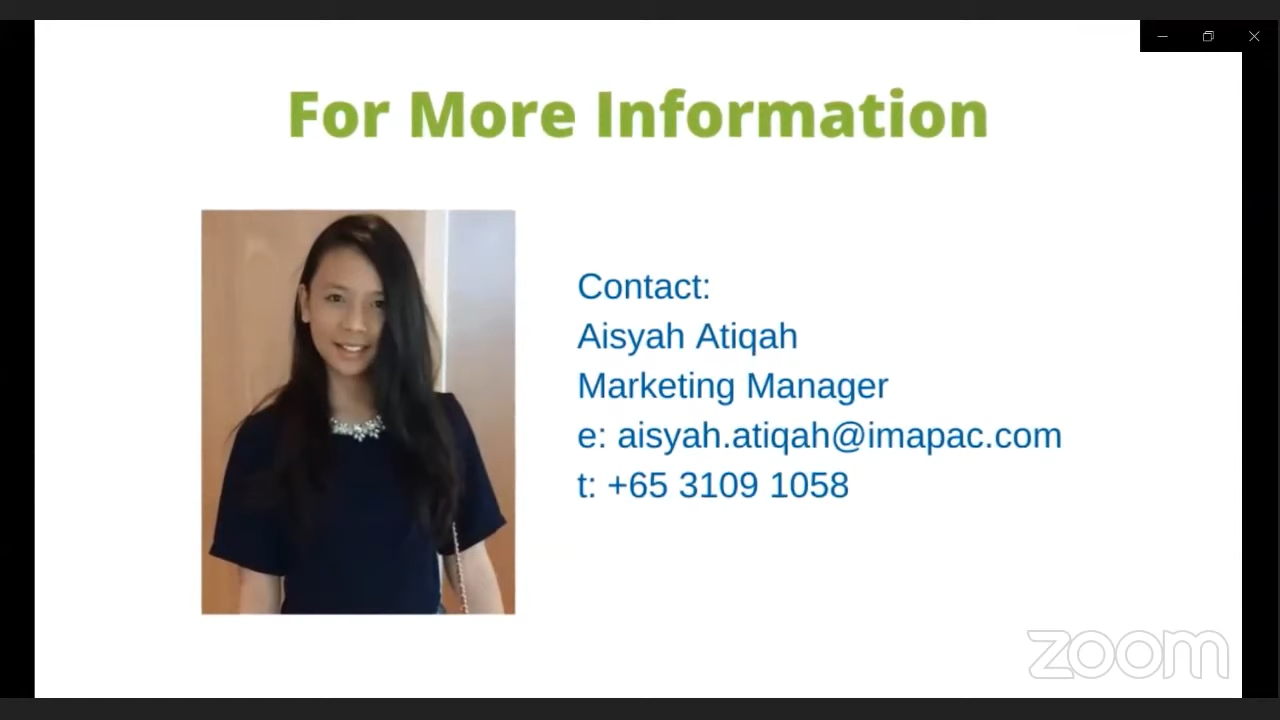 For More Information
Contact:
Aisyah Atiqah
Marketing Manager
e: aisyah.atiqah@imapac.com
t: +65 3109 1058
zoom